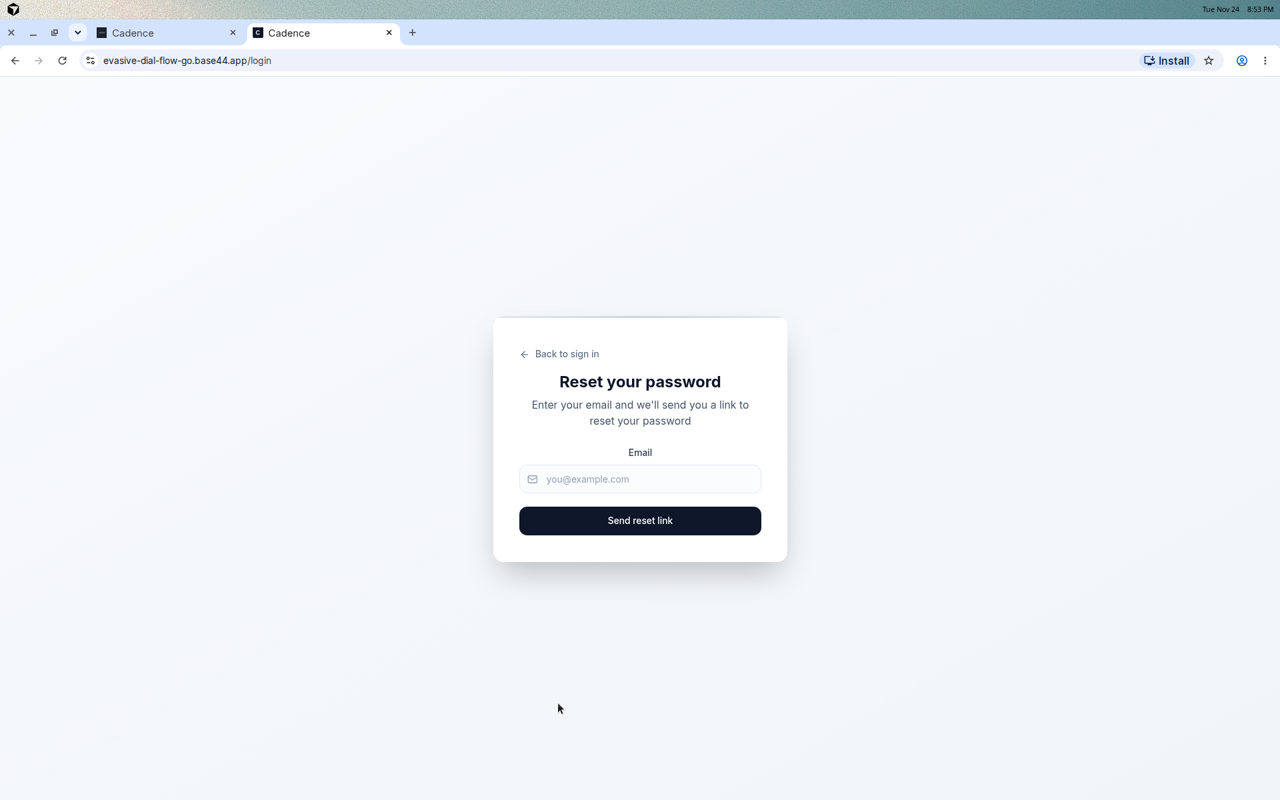 Tue Nov 24 8:53 PM
Cadence
C Cadence
evasive-dial-flow-go.base44.app/login
Install
Back to sign in
Reset your password
Enter your email and we'll send you a link to
reset your password
Email
you@example.com
Send reset link